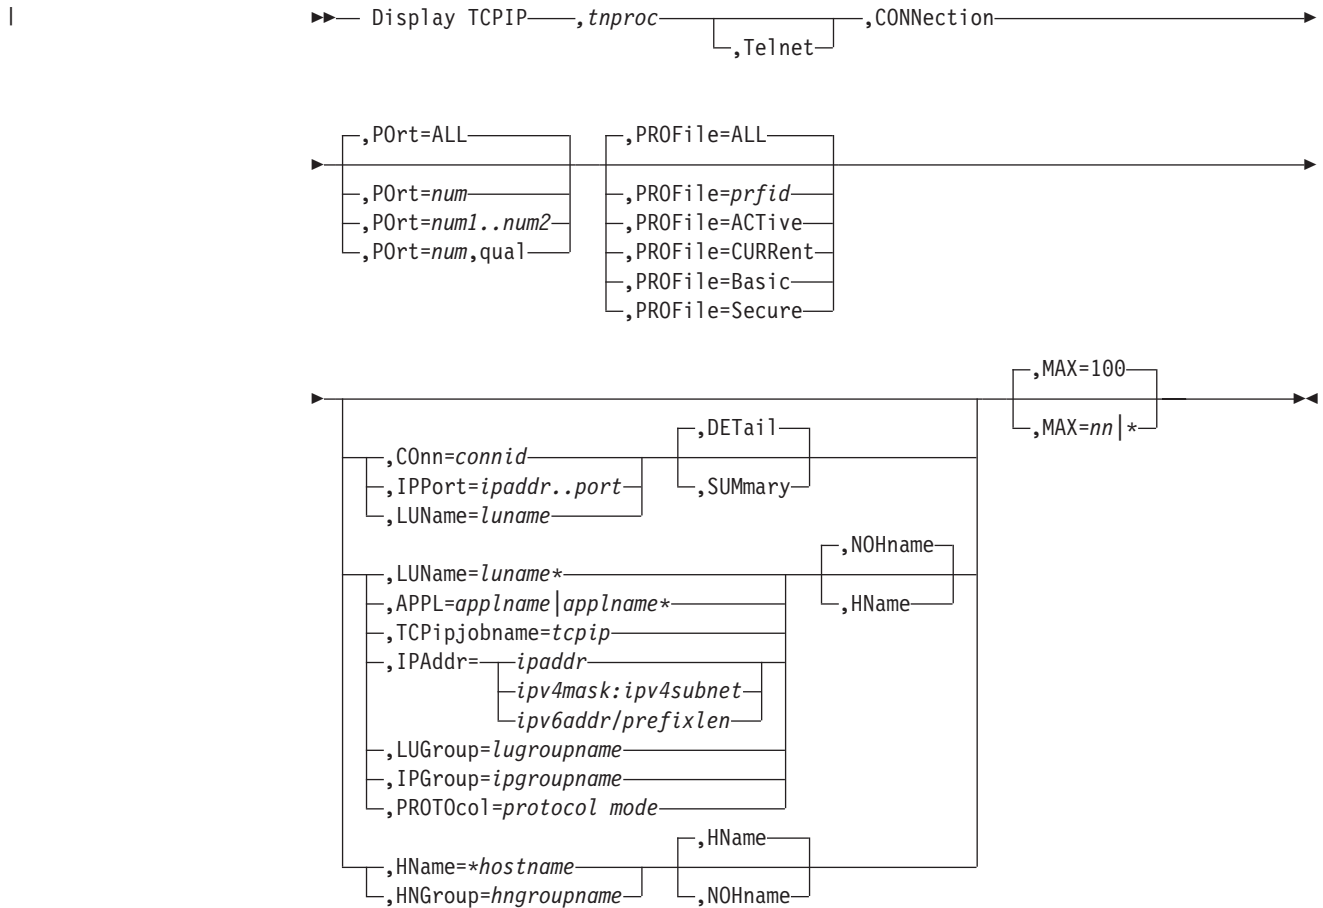 | Display TCPIP ,tnproc ,CONNection
,Telnet
,POrt=ALL ,PROFile=ALL
,POrt=num ,PROFile=prfid
,POrt=num1..num2 ,PROFile=ACTive
,POrt=num,qual ,PROFile=CURRent
,PROFile=Basic
,PROFile=Secure
,MAX=100
,MAX=nn|*
,DETail
,COnn=connid
,IPPort=ipaddr..port ,SUMmary
,LUName=luname
,NOHname
,LUName=luname*
,APPL=applname|applname* ,HName
,TCPipjobname=tcpip
,IPAddr= ipaddr
ipv4mask:ipv4subnet
ipv6addr/prefixlen
,LUGroup=lugroupname
,IPGroup=ipgroupname
,PROTOcol=protocol mode
,HName
,HName=*hostname
,HNGroup=hngroupname ,NOHname